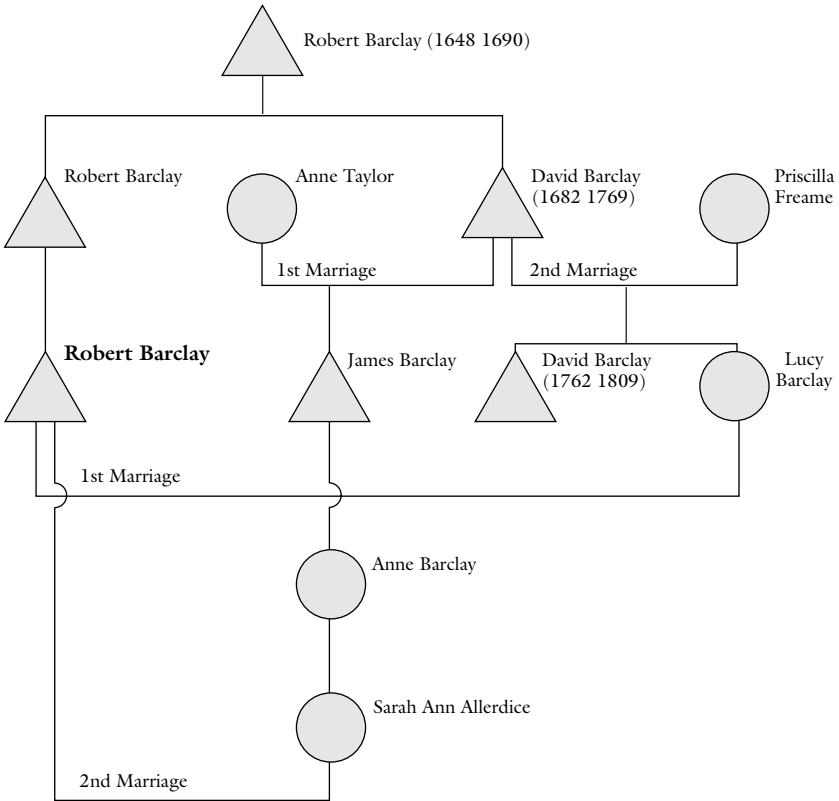 Robert Barclay (1648 1690)
Robert Barclay
Anne Taylor
David Barclay
(1682 1769)
Priscilla
Freame
1st Marriage
2nd Marriage
Robert Barclay
James Barclay
David Barclay
(1762 1809)
Lucy
Barclay
1st Marriage
Anne Barclay
Sarah Ann Allerdice
2nd Marriage